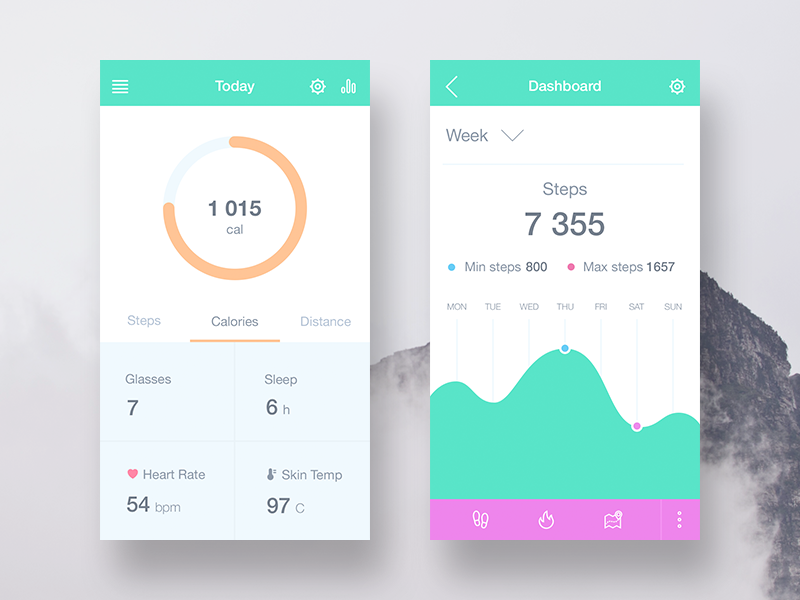 Today
1 015
cal
Steps Calories Distance
Glasses Sleep
7 6 h
Heart Rate Skin Temp
54 bpm 97 C
Dashboard
Week
Steps
7 355
Min steps 800 Max steps 1657
MON TUE WED THU FRI SAT SUN